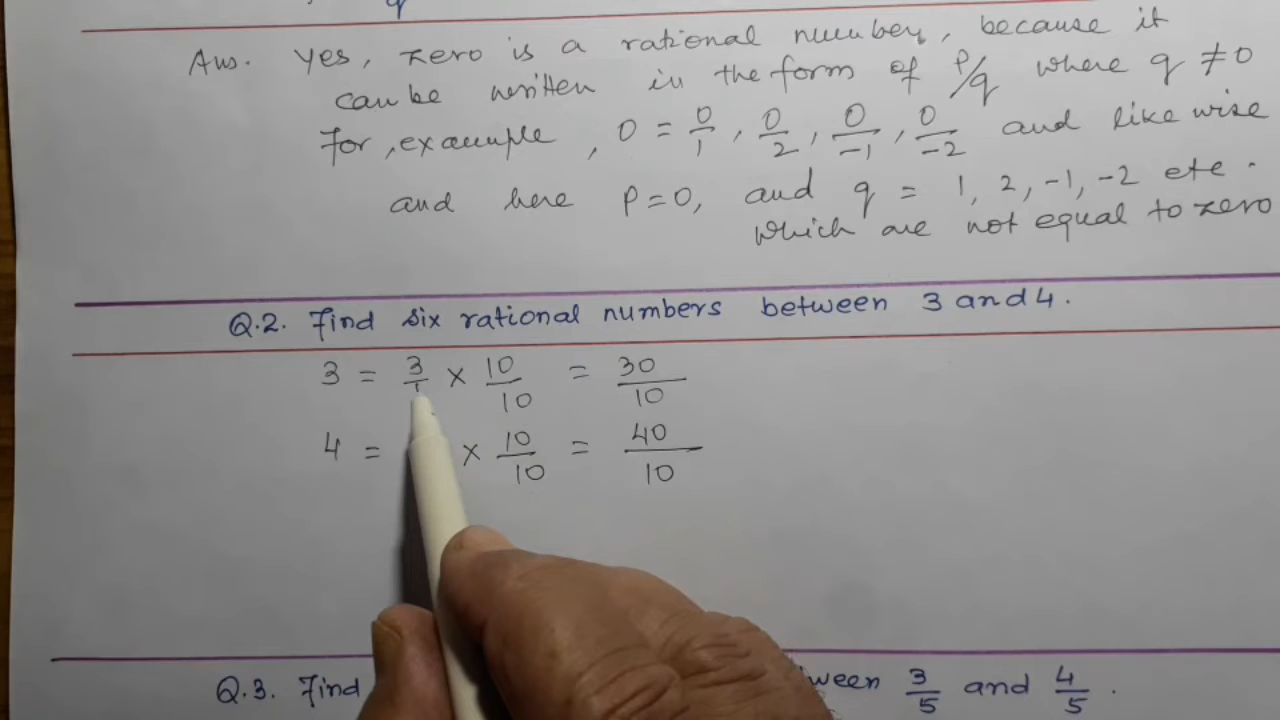 Ans. Yes, zero is a rational number, because it
can be written in the form of P/q where q ≠ 0
For, example, 0 = 0/1, 0/2, 0/-1, 0/-2 and like wise
and here P=0, and q = 1, 2, -1, -2 etc.
which are not equal to zero
Q.2. Find six rational numbers between 3 and 4.
3 = 3/1 × 10/10 = 30/10
4 = × 10/10 = 40/10
Q.3. Find ween 3/5 and 4/5.